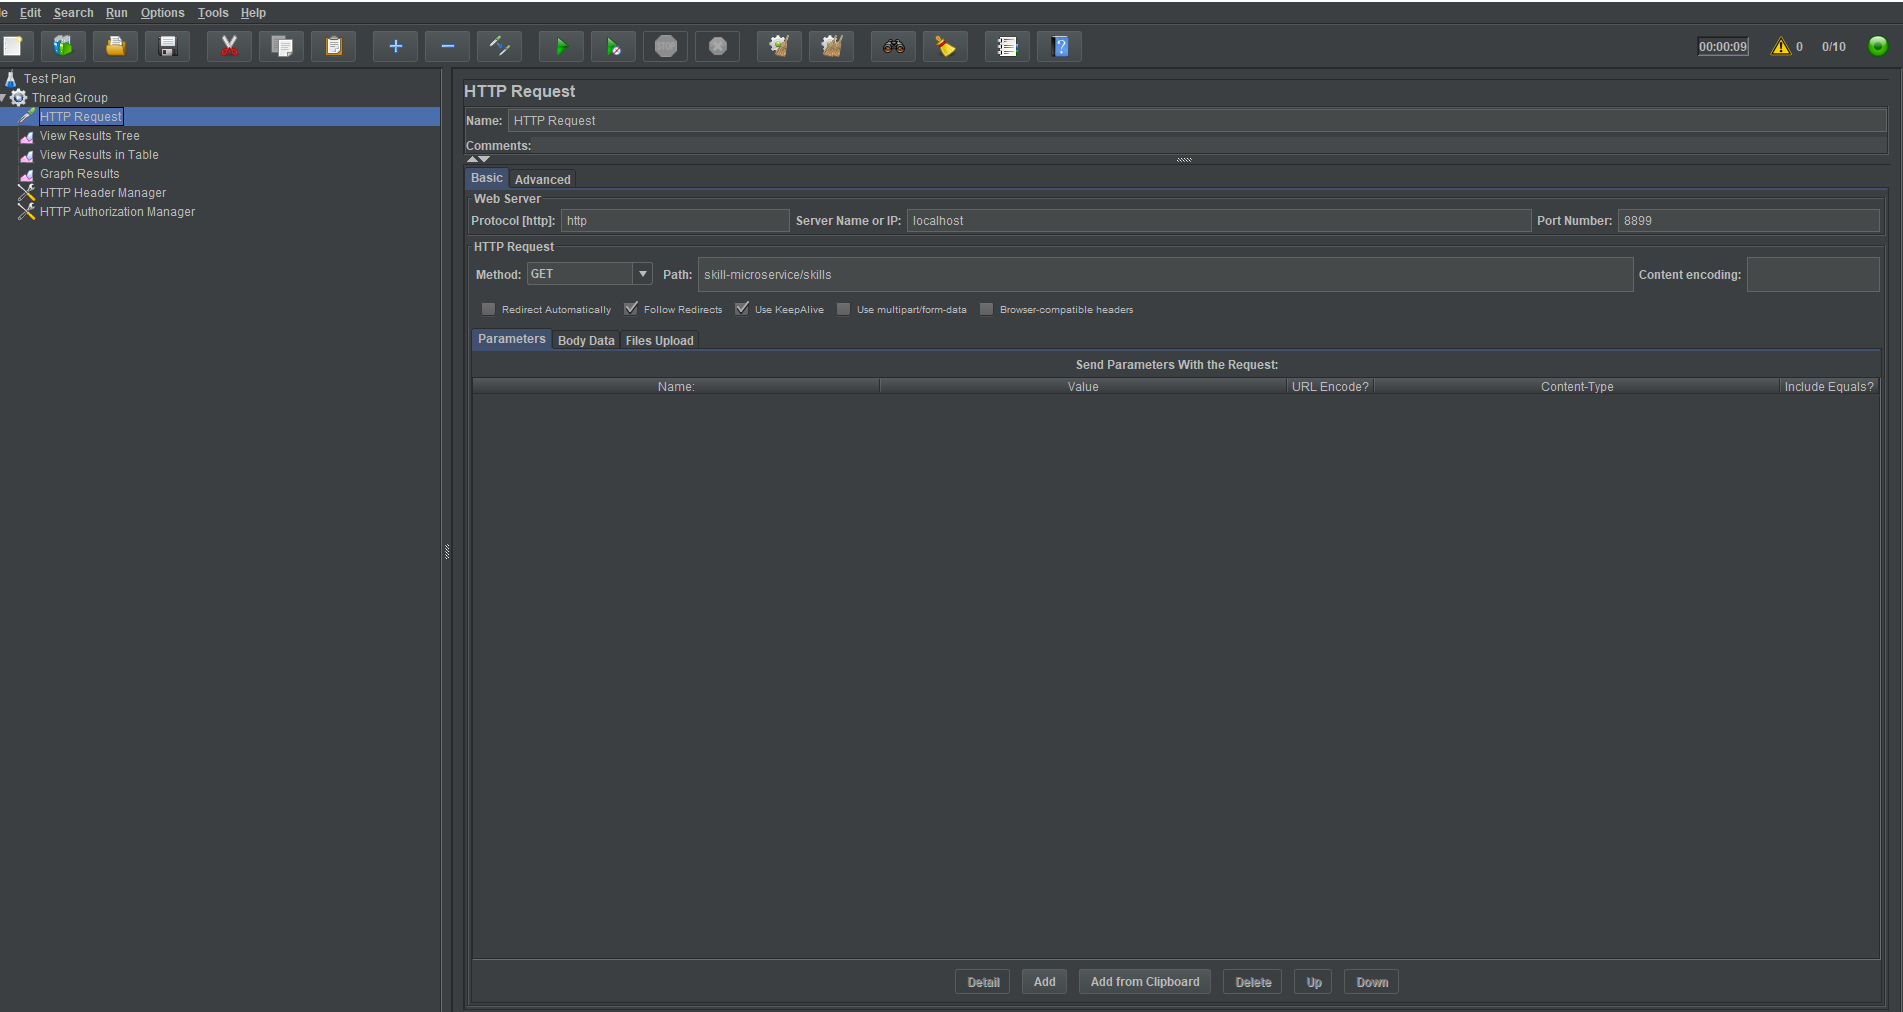 le Edit Search Run Options Tools Help
STOP 00:00:09 0 0/10
Test Plan
Thread Group
HTTP Request
View Results Tree
View Results in Table
Graph Results
HTTP Header Manager
HTTP Authorization Manager
HTTP Request
Name: HTTP Request
Comments:
Basic Advanced
Web Server
Protocol [http]: http Server Name or IP: localhost Port Number: 8899
HTTP Request
Method: GET Path: skill-microservice/skills Content encoding:
Redirect Automatically Follow Redirects Use KeepAlive Use multipart/form-data Browser-compatible headers
Parameters Body Data Files Upload
Send Parameters With the Request:
Name: Value URL Encode? Content-Type Include Equals?
Detail Add Add from Clipboard Delete Up Down